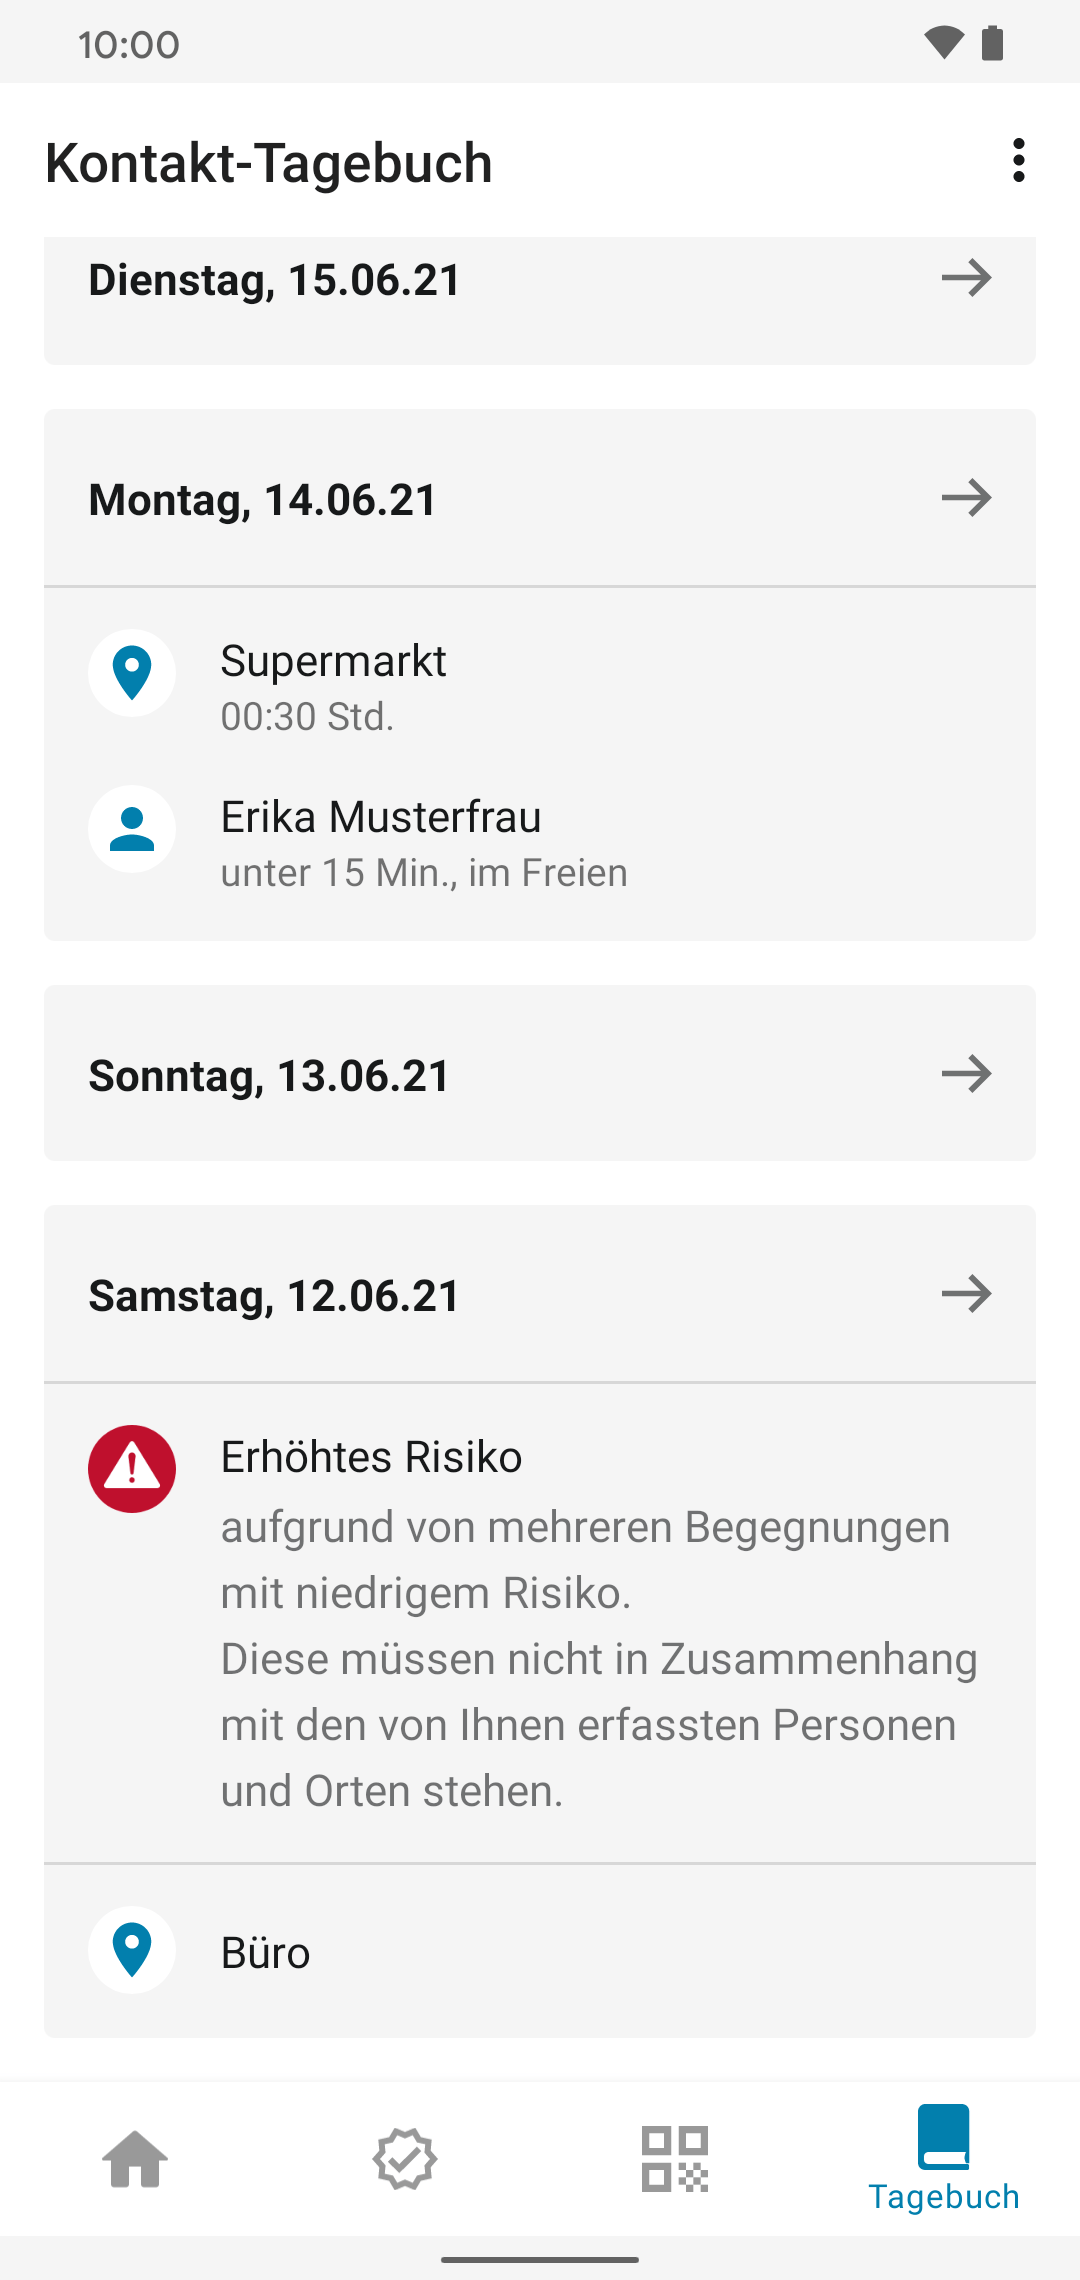 10:00
Kontakt-Tagebuch
Dienstag, 15.06.21
Montag, 14.06.21
Supermarkt
00:30 Std.
Erika Musterfrau
unter 15 Min., im Freien
Sonntag, 13.06.21
Samstag, 12.06.21
Erhöhtes Risiko
aufgrund von mehreren Begegnungen
mit niedrigem Risiko.
Diese müssen nicht in Zusammenhang
mit den von Ihnen erfassten Personen
und Orten stehen.
Büro
Tagebuch